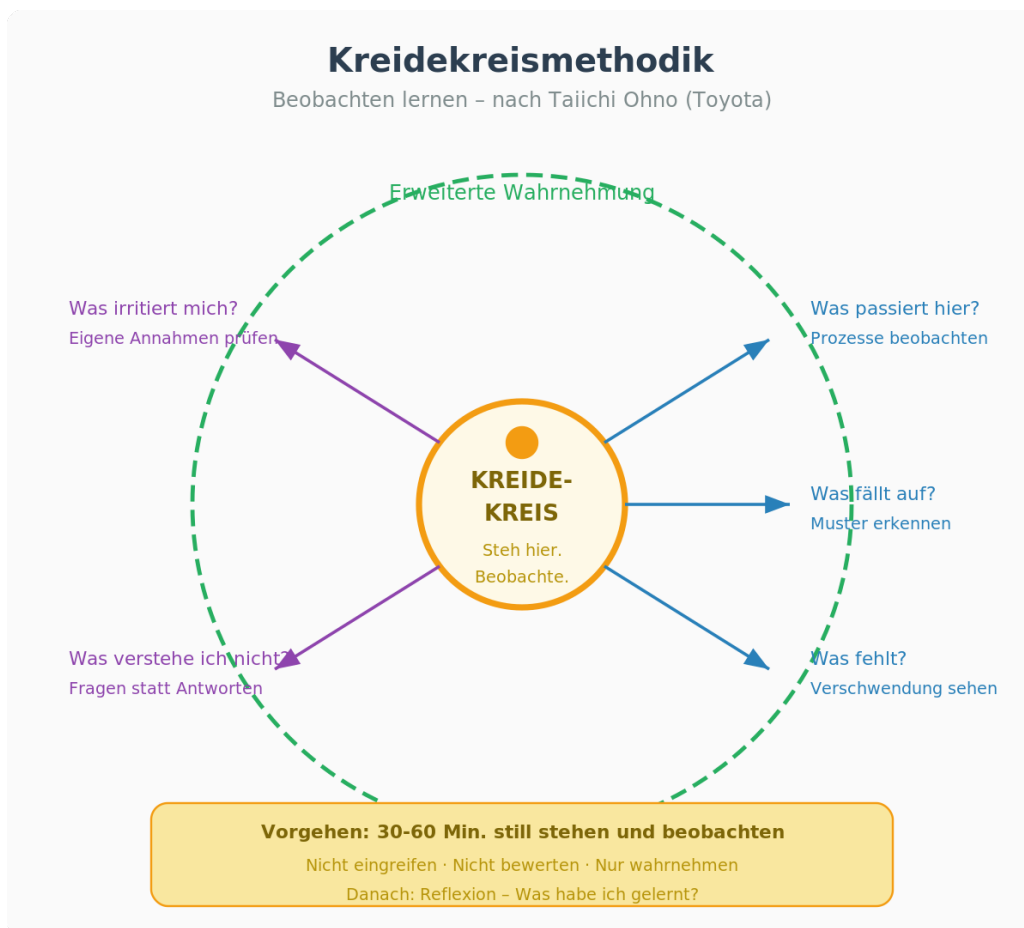 Kreidekreismethodik
Beobachten lernen – nach Taiichi Ohno (Toyota)
Erweiterte Wahrnehmung
Was irritiert mich?
Eigene Annahmen prüfen
Was passiert hier?
Prozesse beobachten
KREIDE-
KREIS
Steh hier.
Beobachte.
Was fällt auf?
Muster erkennen
Was verstehe ich nicht?
Fragen statt Antworten
Was fehlt?
Verschwendung sehen
Vorgehen: 30-60 Min. still stehen und beobachten
Nicht eingreifen · Nicht bewerten · Nur wahrnehmen
Danach: Reflexion – Was habe ich gelernt?